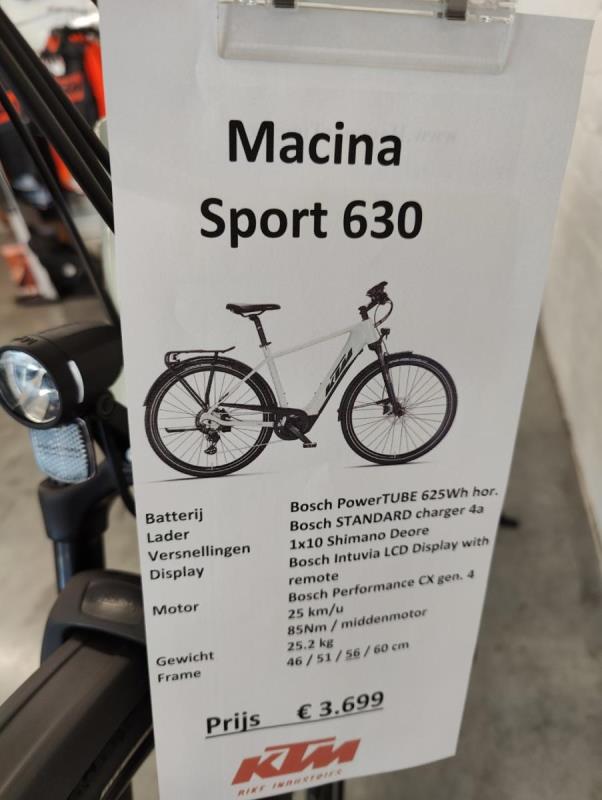 Macina
Sport 630
KTM
Batterij Bosch PowerTUBE 625Wh hor.
Lader Bosch STANDARD charger 4a
Versnellingen 1x10 Shimano Deore
Display Bosch Intuvia LCD Display with
remote
Motor Bosch Performance CX gen. 4
25 km/u
85Nm / middenmotor
Gewicht 25.2 kg
Frame 46 / 51 / 56 / 60 cm
Prijs € 3.699
KTM
BIKE INDUSTRIES